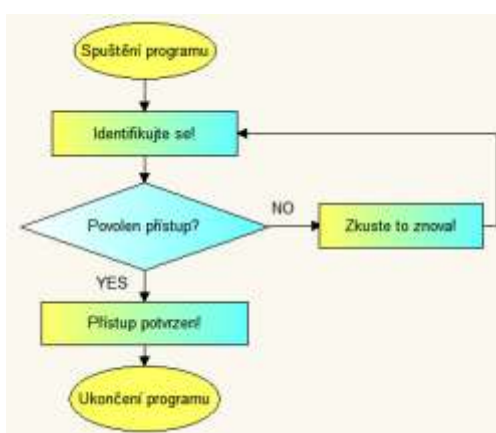 Spuštění programu
Identifikujte se!
Povolen přístup?
NO
Zkuste to znova!
YES
Přístup potvrzen!
Ukončení programu